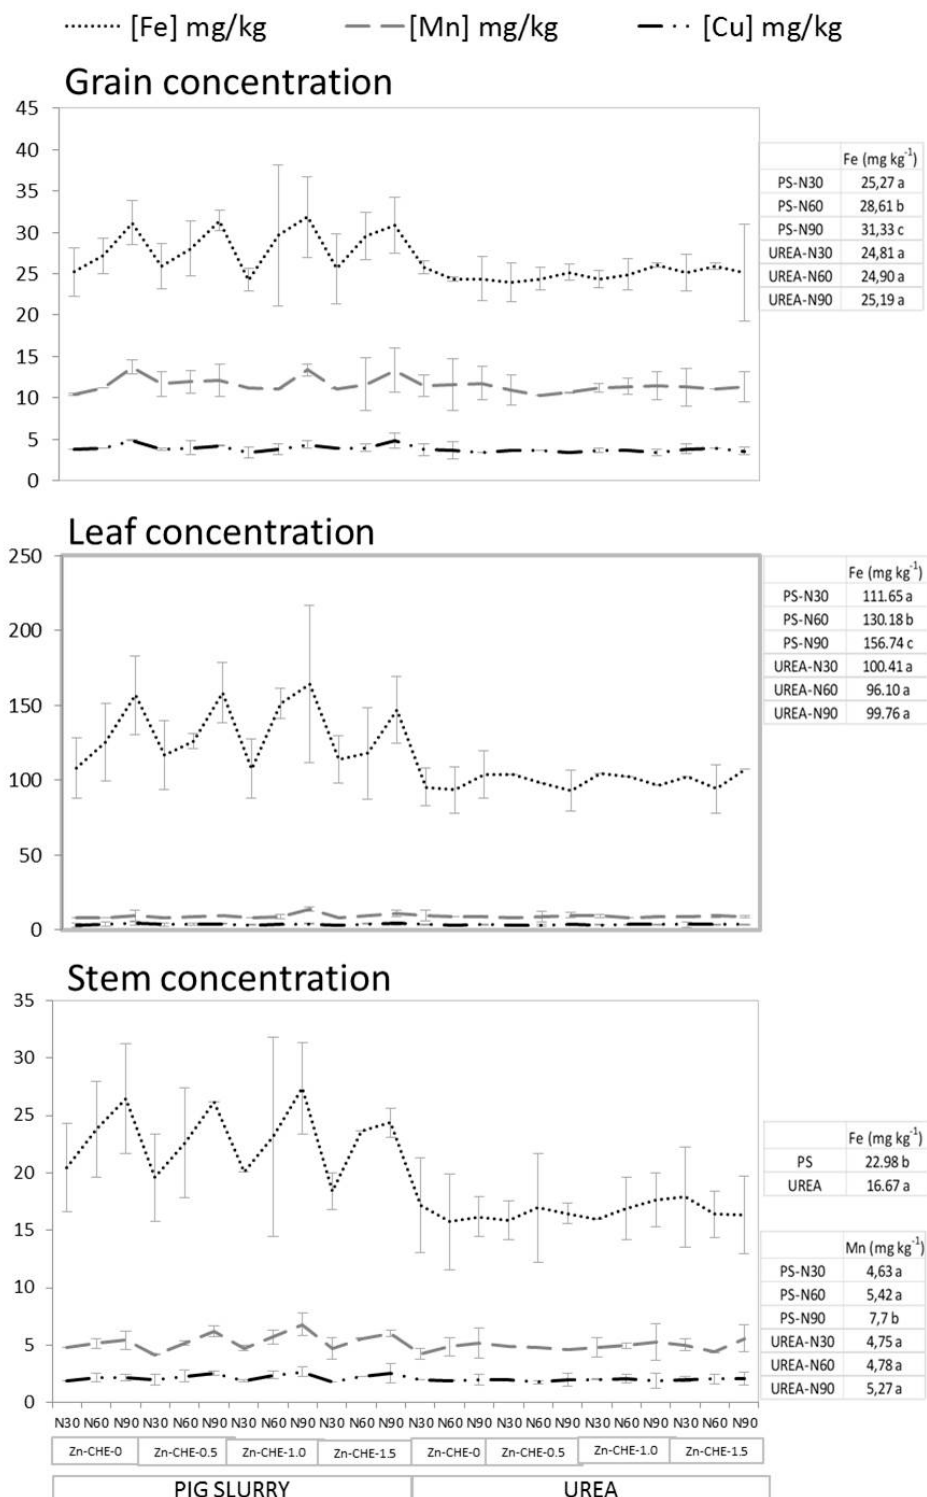 [Fe] mg/kg [Mn] mg/kg [Cu] mg/kg
Grain concentration
45
40
35
30
25
20
15
10
5
0
Fe (mg kg⁻¹)
PS-N30 25,27 a
PS-N60 28,61 b
PS-N90 31,33 c
UREA-N30 24,81 a
UREA-N60 24,90 a
UREA-N90 25,19 a
Leaf concentration
250
200
150
100
50
0
Fe (mg kg⁻¹)
PS-N30 111.65 a
PS-N60 130.18 b
PS-N90 156.74 c
UREA-N30 100.41 a
UREA-N60 96.10 a
UREA-N90 99.76 a
Stem concentration
35
30
25
20
15
10
5
0
Fe (mg kg⁻¹)
PS 22.98 b
UREA 16.67 a
Mn (mg kg⁻¹)
PS-N30 4,63 a
PS-N60 5,42 a
PS-N90 7,7 b
UREA-N30 4,75 a
UREA-N60 4,78 a
UREA-N90 5,27 a
N30 N60 N90 N30 N60 N90 N30 N60 N90 N30 N60 N90 N30 N60 N90 N30 N60 N90 N30 N60 N90 N30 N60 N90
Zn-CHE-0 Zn-CHE-0.5 Zn-CHE-1.0 Zn-CHE-1.5 Zn-CHE-0 Zn-CHE-0.5 Zn-CHE-1.0 Zn-CHE-1.5
PIG SLURRY UREA